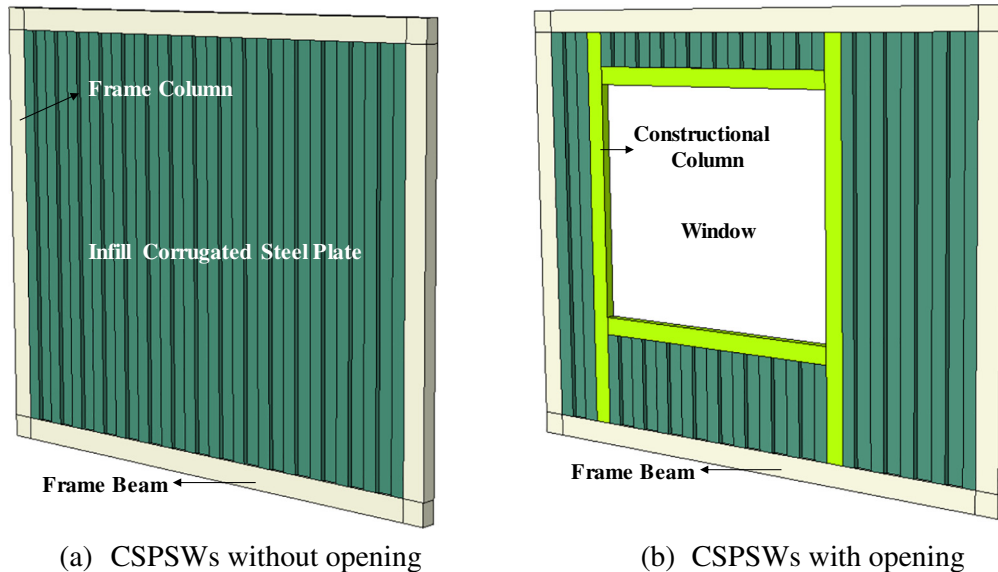 Frame Column
Infill Corrugated Steel Plate
Frame Beam
(a) CSPSWs without opening
Constructional
Column
Window
Frame Beam
(b) CSPSWs with opening